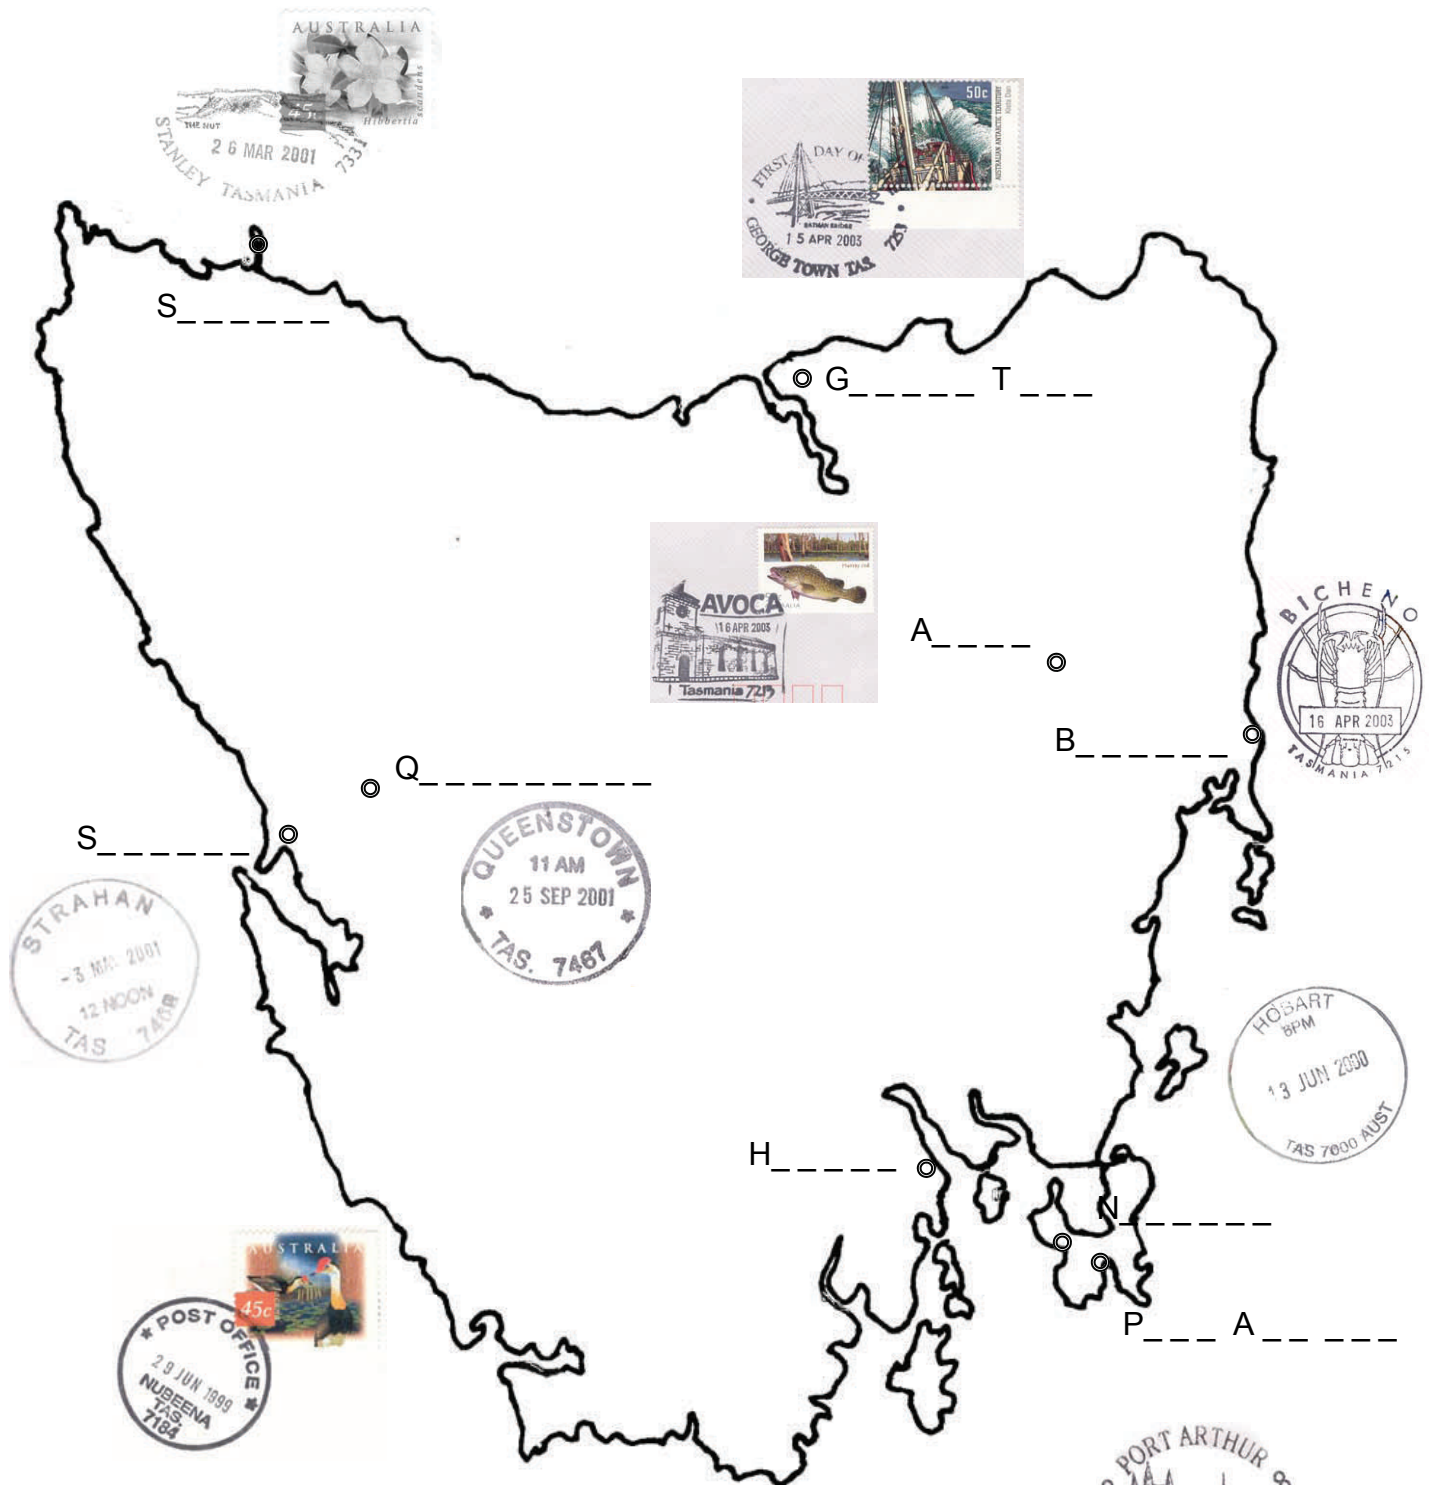 AUSTRALIA
45c
Hibbertia
scandens
THE NUT
26 MAR 2001
STANLEY TASMANIA 7331
50c
AUSTRALIAN ANTARCTIC TERRITORY
FIRST DAY OF
BATMAN BRIDGE
15 APR 2003
GEORGE TOWN TAS. 7253
S_ _ _ _ _ _
G_ _ _ _ _ T _ _ _
AVOCA
16 APR 2003
Tasmania 7213
A_ _ _ _
BICHENO
16 APR 2003
TASMANIA 7215
B_ _ _ _ _ _
Q_ _ _ _ _ _ _ _ _ _
S_ _ _ _ _ _
QUEENSTOWN
11 AM
25 SEP 2001
TAS. 7467
STRAHAN
-3 MAR 2001
12 NOON
TAS 7468
HOBART
8PM
13 JUN 2000
TAS 7000 AUST
H_ _ _ _ _
N_ _ _ _ _ _
AUSTRALIA
45c
POST OFFICE
29 JUN 1999
NUBEENA
TAS.
7184
P_ _ _ A _ _ _ _ _
PORT ARTHUR